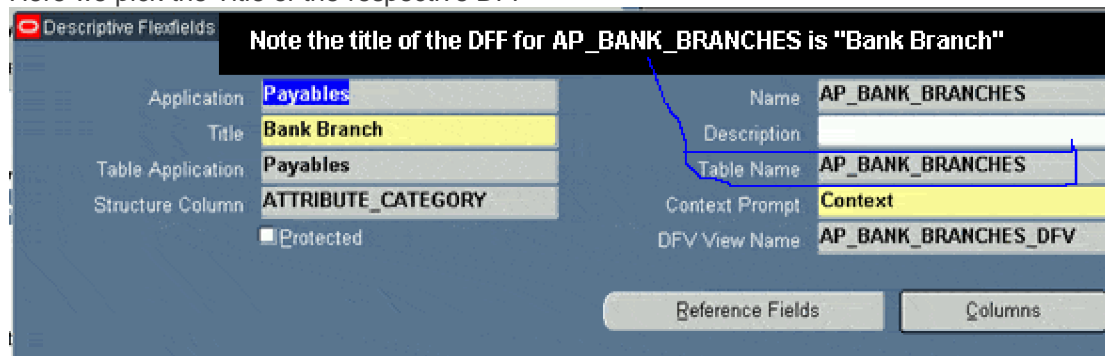 Descriptive Flexfields
Note the title of the DFF for AP_BANK_BRANCHES is "Bank Branch"
Application Payables
Name AP_BANK_BRANCHES
Title Bank Branch
Description
Table Application Payables
Table Name AP_BANK_BRANCHES
Structure Column ATTRIBUTE_CATEGORY
Context Prompt Context
Protected
DFV View Name AP_BANK_BRANCHES_DFV
Reference Fields
Columns